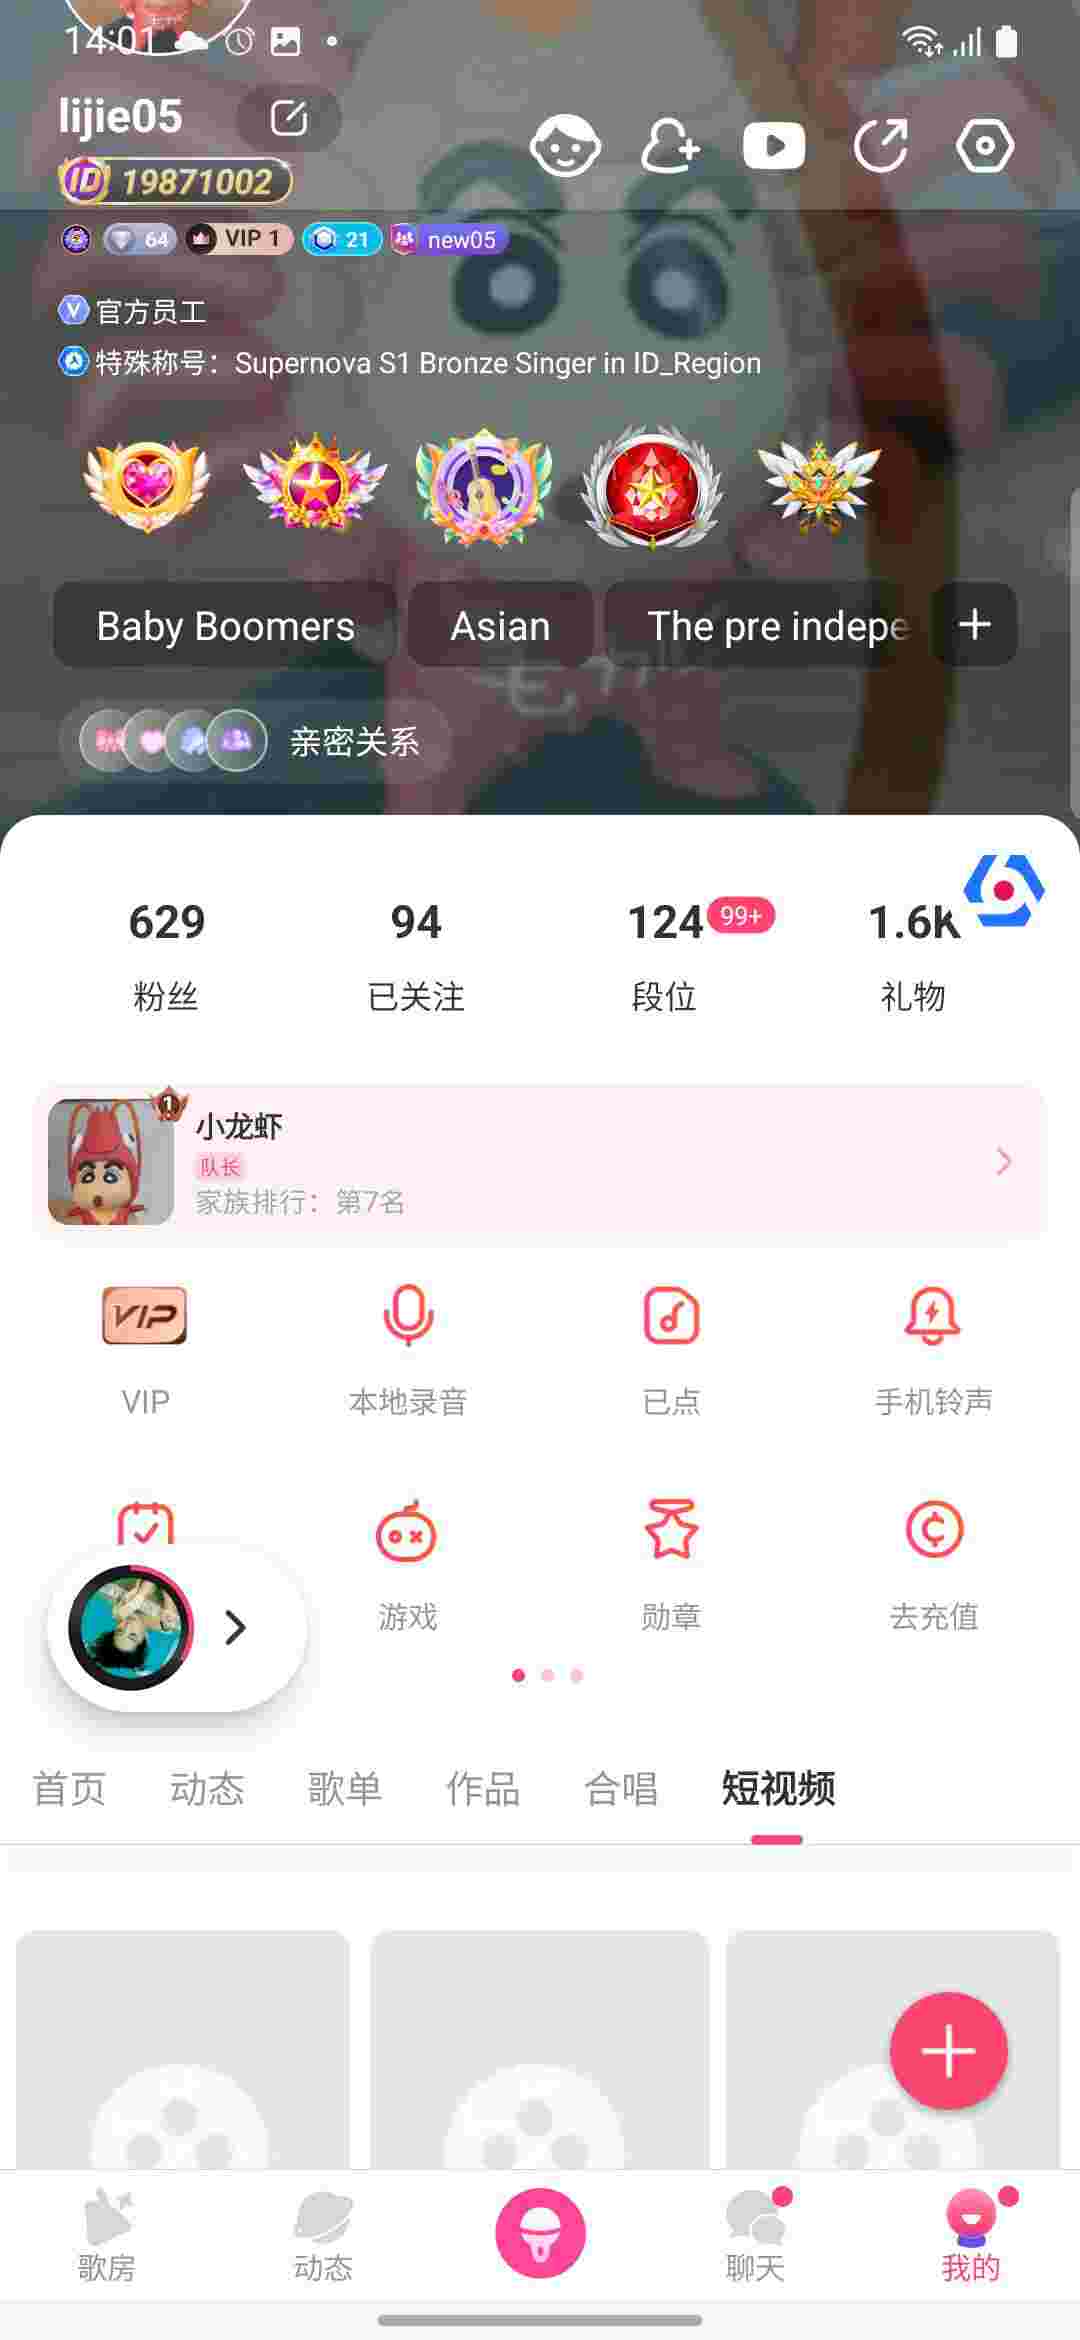 14:01
lijie05
ID 19871002
64
VIP 1
21
new05
官方员工
特殊称号：Supernova S1 Bronze Singer in ID_Region
Baby Boomers
Asian
The pre indepe
亲密关系
629
94
124
99+
1.6K
粉丝
已关注
段位
礼物
1
小龙虾
队长
家族排行：第7名
VIP
VIP
本地录音
已点
手机铃声
游戏
勋章
去充值
首页
动态
歌单
作品
合唱
短视频
歌房
动态
聊天
我的